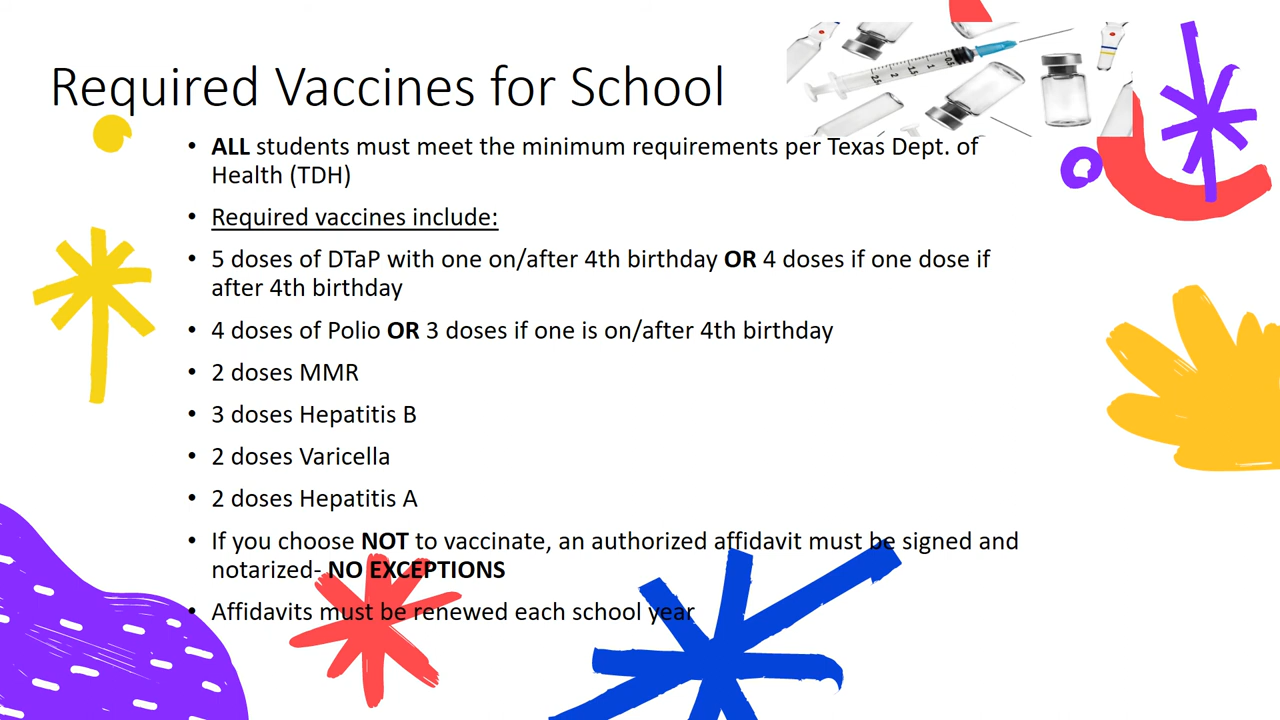 Required Vaccines for School
• ALL students must meet the minimum requirements per Texas Dept. of
Health (TDH)
• Required vaccines include:
• 5 doses of DTaP with one on/after 4th birthday OR 4 doses if one dose if
after 4th birthday
• 4 doses of Polio OR 3 doses if one is on/after 4th birthday
• 2 doses MMR
• 3 doses Hepatitis B
• 2 doses Varicella
• 2 doses Hepatitis A
• If you choose NOT to vaccinate, an authorized affidavit must be signed and
notarized- NO EXCEPTIONS
• Affidavits must be renewed each school year